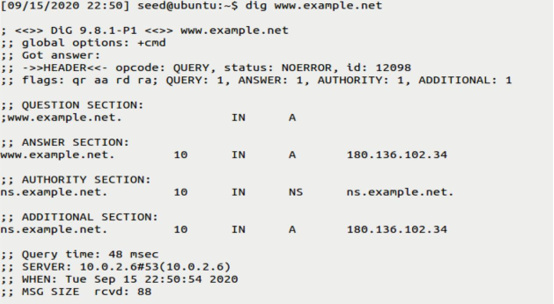 [09/15/2020 22:50] seed@ubuntu:~$ dig www.example.net
; <<>> DiG 9.8.1-P1 <<>> www.example.net
;; global options: +cmd
;; Got answer:
;; ->>HEADER<<- opcode: QUERY, status: NOERROR, id: 12098
;; flags: qr aa rd ra; QUERY: 1, ANSWER: 1, AUTHORITY: 1, ADDITIONAL: 1
;; QUESTION SECTION:
;www.example.net. IN A
;; ANSWER SECTION:
www.example.net. 10 IN A 180.136.102.34
;; AUTHORITY SECTION:
ns.example.net. 10 IN NS ns.example.net.
;; ADDITIONAL SECTION:
ns.example.net. 10 IN A 180.136.102.34
;; Query time: 48 msec
;; SERVER: 10.0.2.6#53(10.0.2.6)
;; WHEN: Tue Sep 15 22:50:54 2020
;; MSG SIZE rcvd: 88